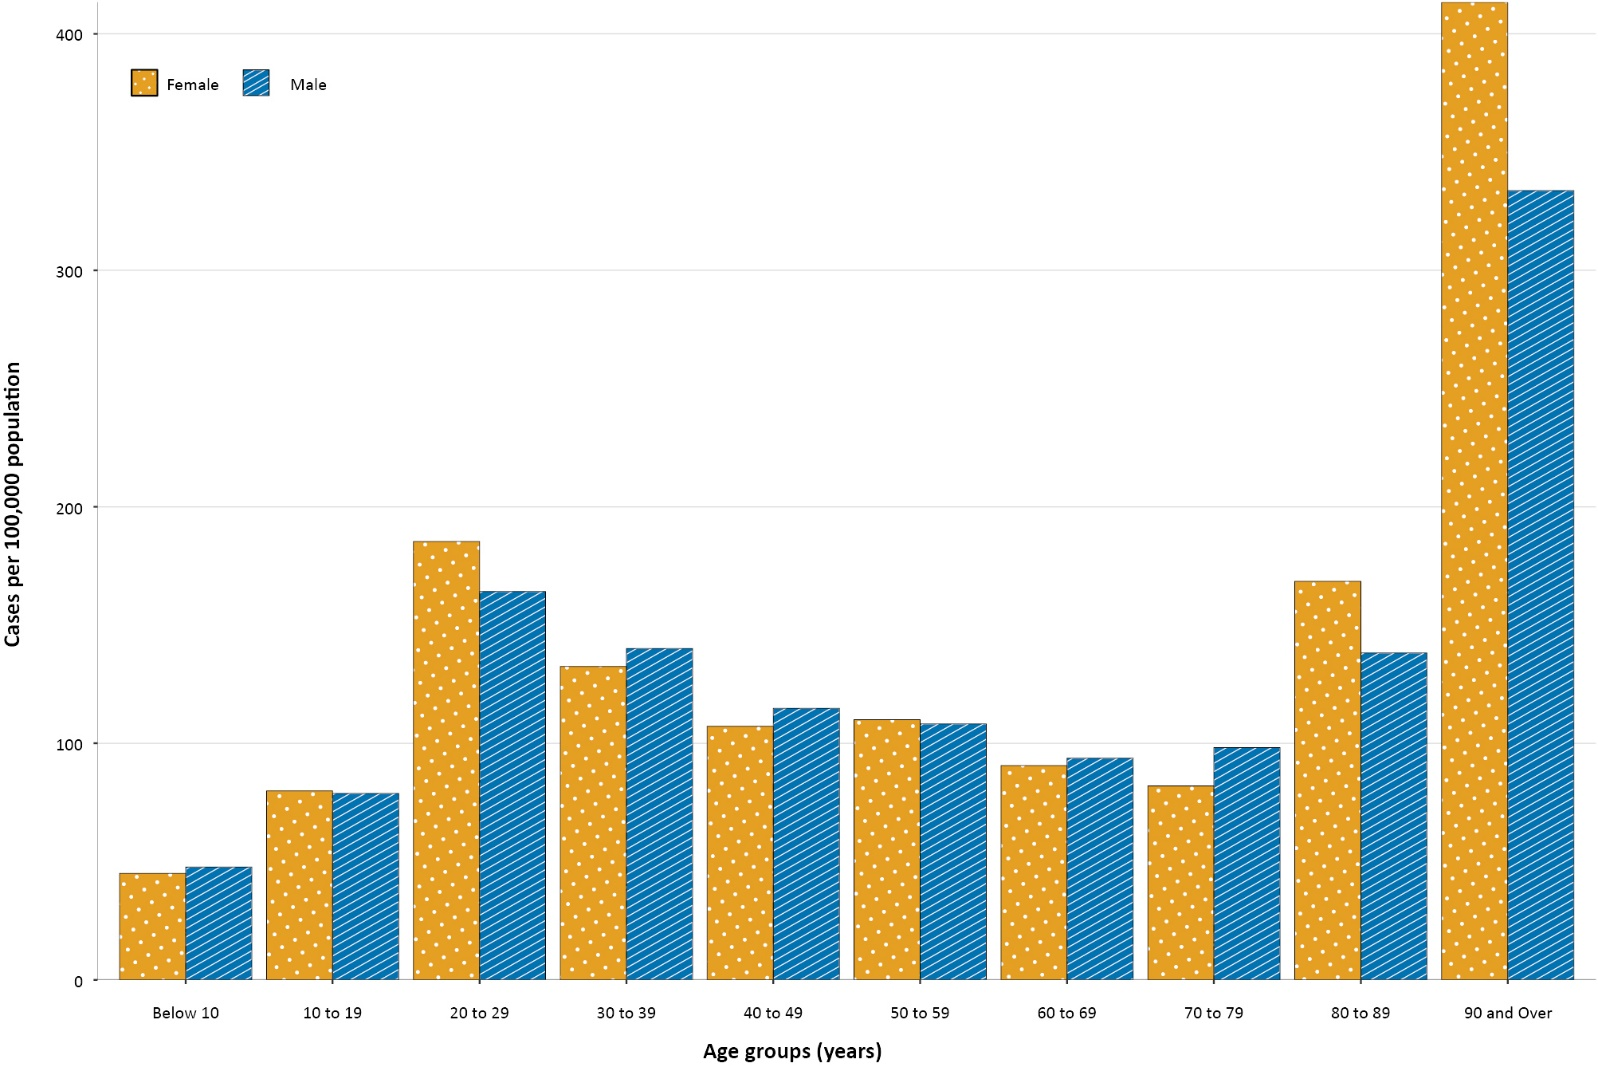 400
300
200
100
0
Female Male
Cases per 100,000 population
Below 10 10 to 19 20 to 29 30 to 39 40 to 49 50 to 59 60 to 69 70 to 79 80 to 89 90 and Over
Age groups (years)